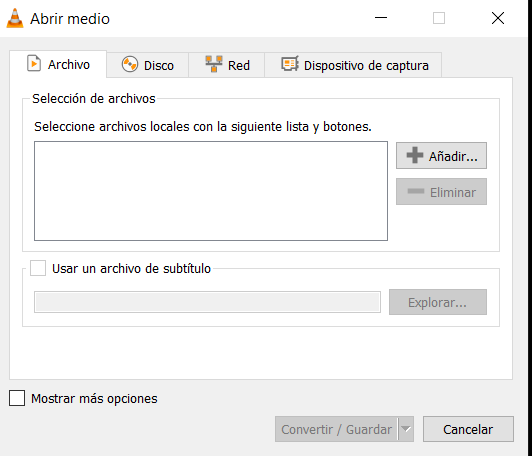 Abrir medio
Archivo
Disco
Red
Dispositivo de captura
Selección de archivos
Seleccione archivos locales con la siguiente lista y botones.
Añadir...
Eliminar
Usar un archivo de subtítulo
Explorar...
Mostrar más opciones
Convertir / Guardar
Cancelar